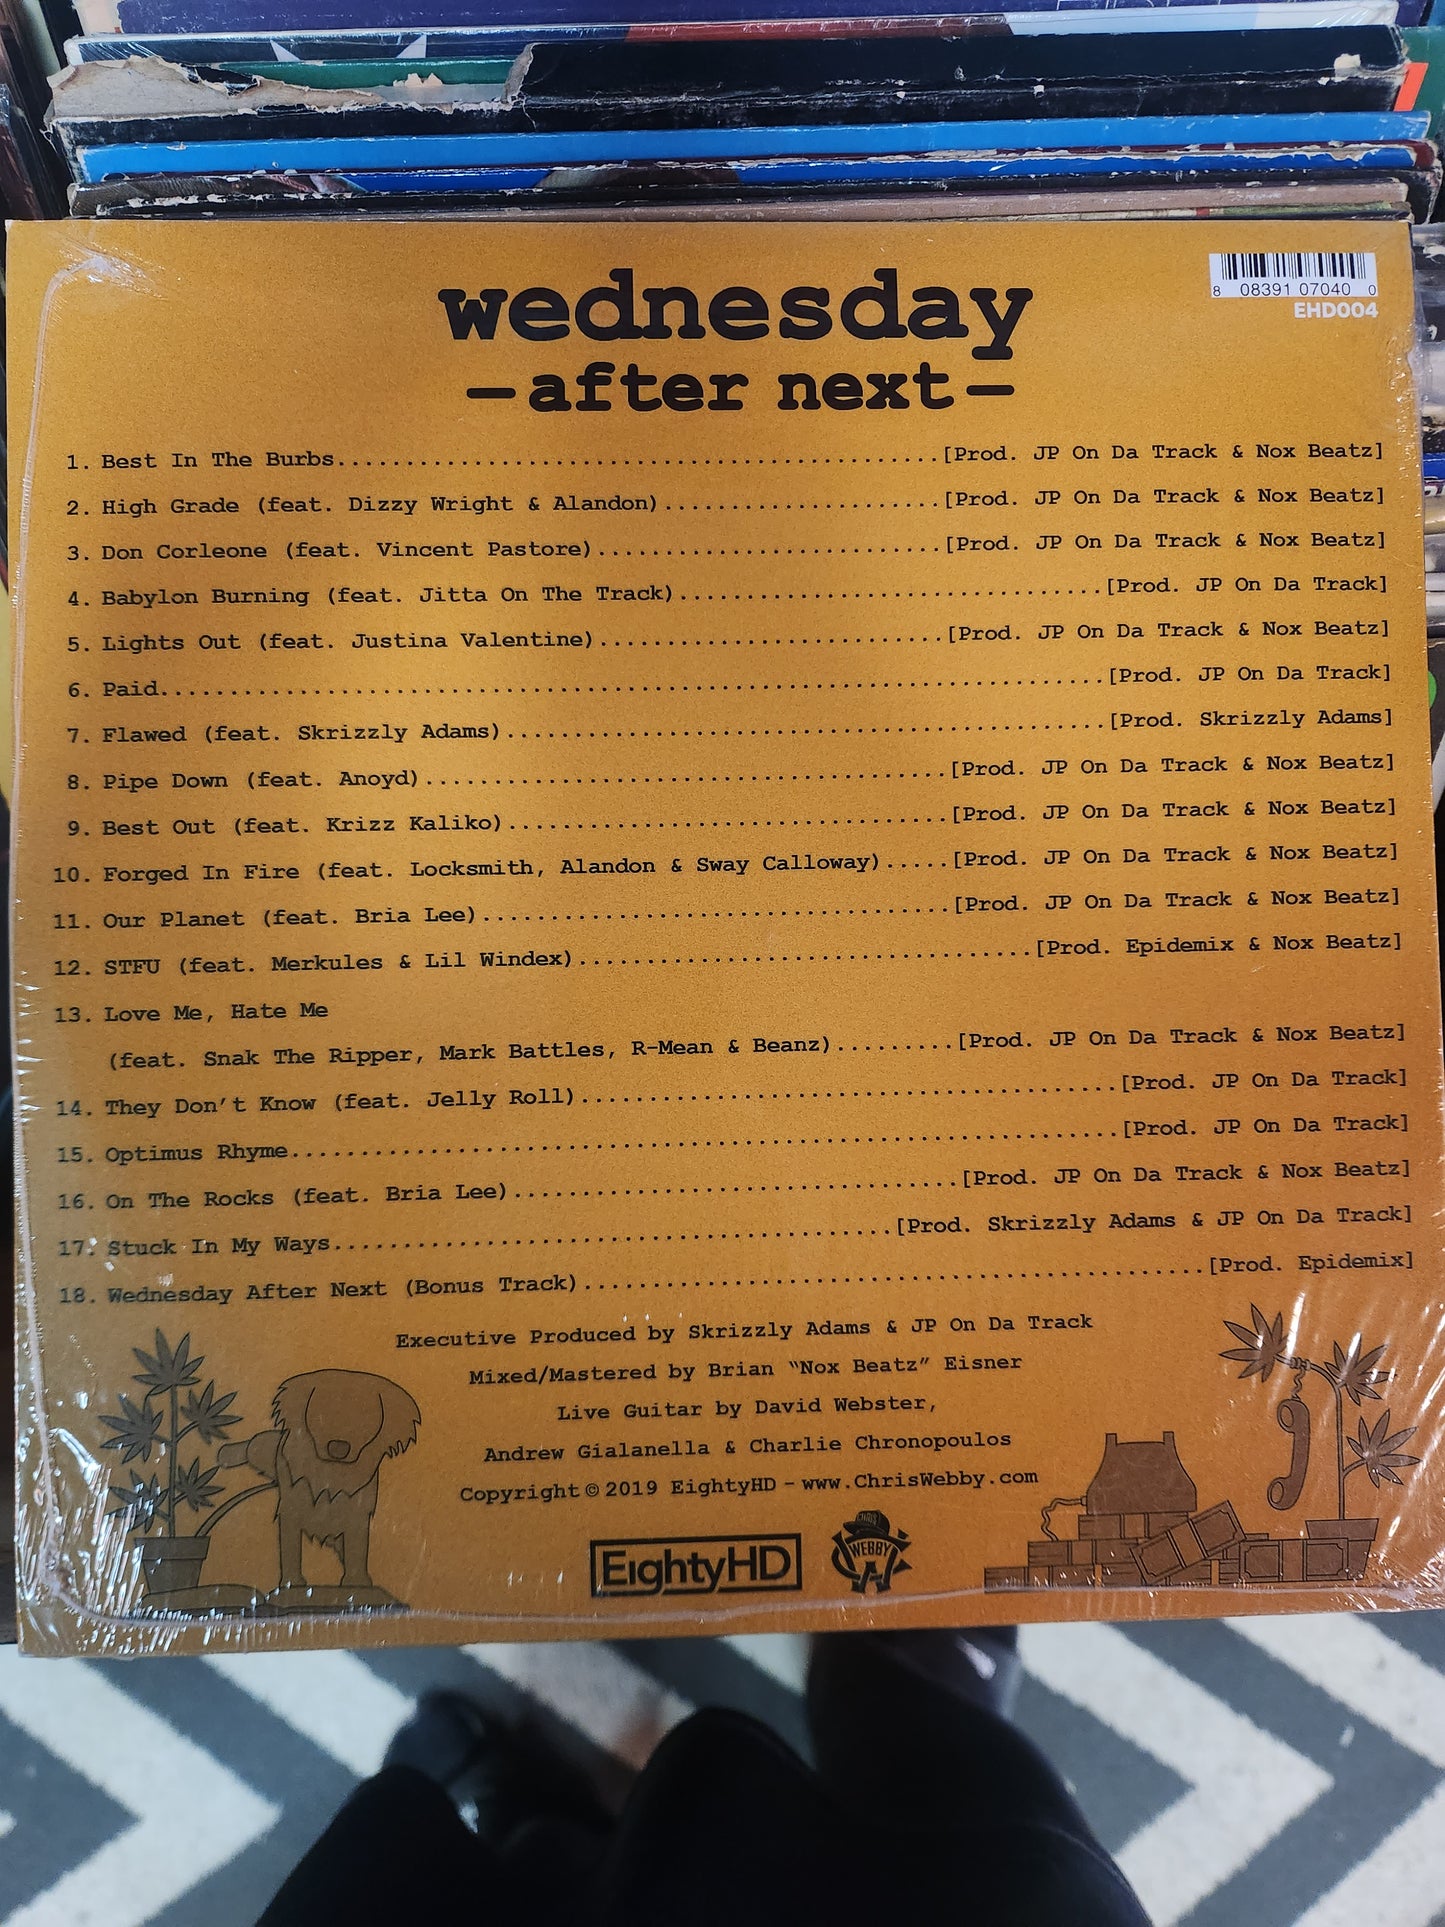 wednesday
-after next-
8 08391 07040 0
EHD004
1. Best In The Burbs............................................[Prod. JP On Da Track & Nox Beatz]
2. High Grade (feat. Dizzy Wright & Alandon).....................[Prod. JP On Da Track & Nox Beatz]
3. Don Corleone (feat. Vincent Pastore)..........................[Prod. JP On Da Track & Nox Beatz]
4. Babylon Burning (feat. Jitta On The Track)................................[Prod. JP On Da Track]
5. Lights Out (feat. Justina Valentine)..........................[Prod. JP On Da Track & Nox Beatz]
6. Paid......................................................................[Prod. JP On Da Track]
7. Flawed (feat. Skrizzly Adams).............................................[Prod. Skrizzly Adams]
8. Pipe Down (feat. Anoyd).......................................[Prod. JP On Da Track & Nox Beatz]
9. Best Out (feat. Krizz Kaliko).................................[Prod. JP On Da Track & Nox Beatz]
10. Forged In Fire (feat. Locksmith, Alandon & Sway Calloway).....[Prod. JP On Da Track & Nox Beatz]
11. Our Planet (feat. Bria Lee)...................................[Prod. JP On Da Track & Nox Beatz]
12. STFU (feat. Merkules & Lil Windex)..................................[Prod. Epidemix & Nox Beatz]
13. Love Me, Hate Me
(feat. Snak The Ripper, Mark Battles, R-Mean & Beanz).........[Prod. JP On Da Track & Nox Beatz]
14. They Don't Know (feat. Jelly Roll)........................................[Prod. JP On Da Track]
15. Optimus Rhyme.............................................................[Prod. JP On Da Track]
16. On The Rocks (feat. Bria Lee).................................[Prod. JP On Da Track & Nox Beatz]
17. Stuck In My Ways.........................................[Prod. Skrizzly Adams & JP On Da Track]
18. Wednesday After Next (Bonus Track)..............................................[Prod. Epidemix]
Executive Produced by Skrizzly Adams & JP On Da Track
Mixed/Mastered by Brian "Nox Beatz" Eisner
Live Guitar by David Webster,
Andrew Gialanella & Charlie Chronopoulos
Copyright © 2019 EightyHD - www.ChrisWebby.com
EightyHD
CHRIS
WEBBY